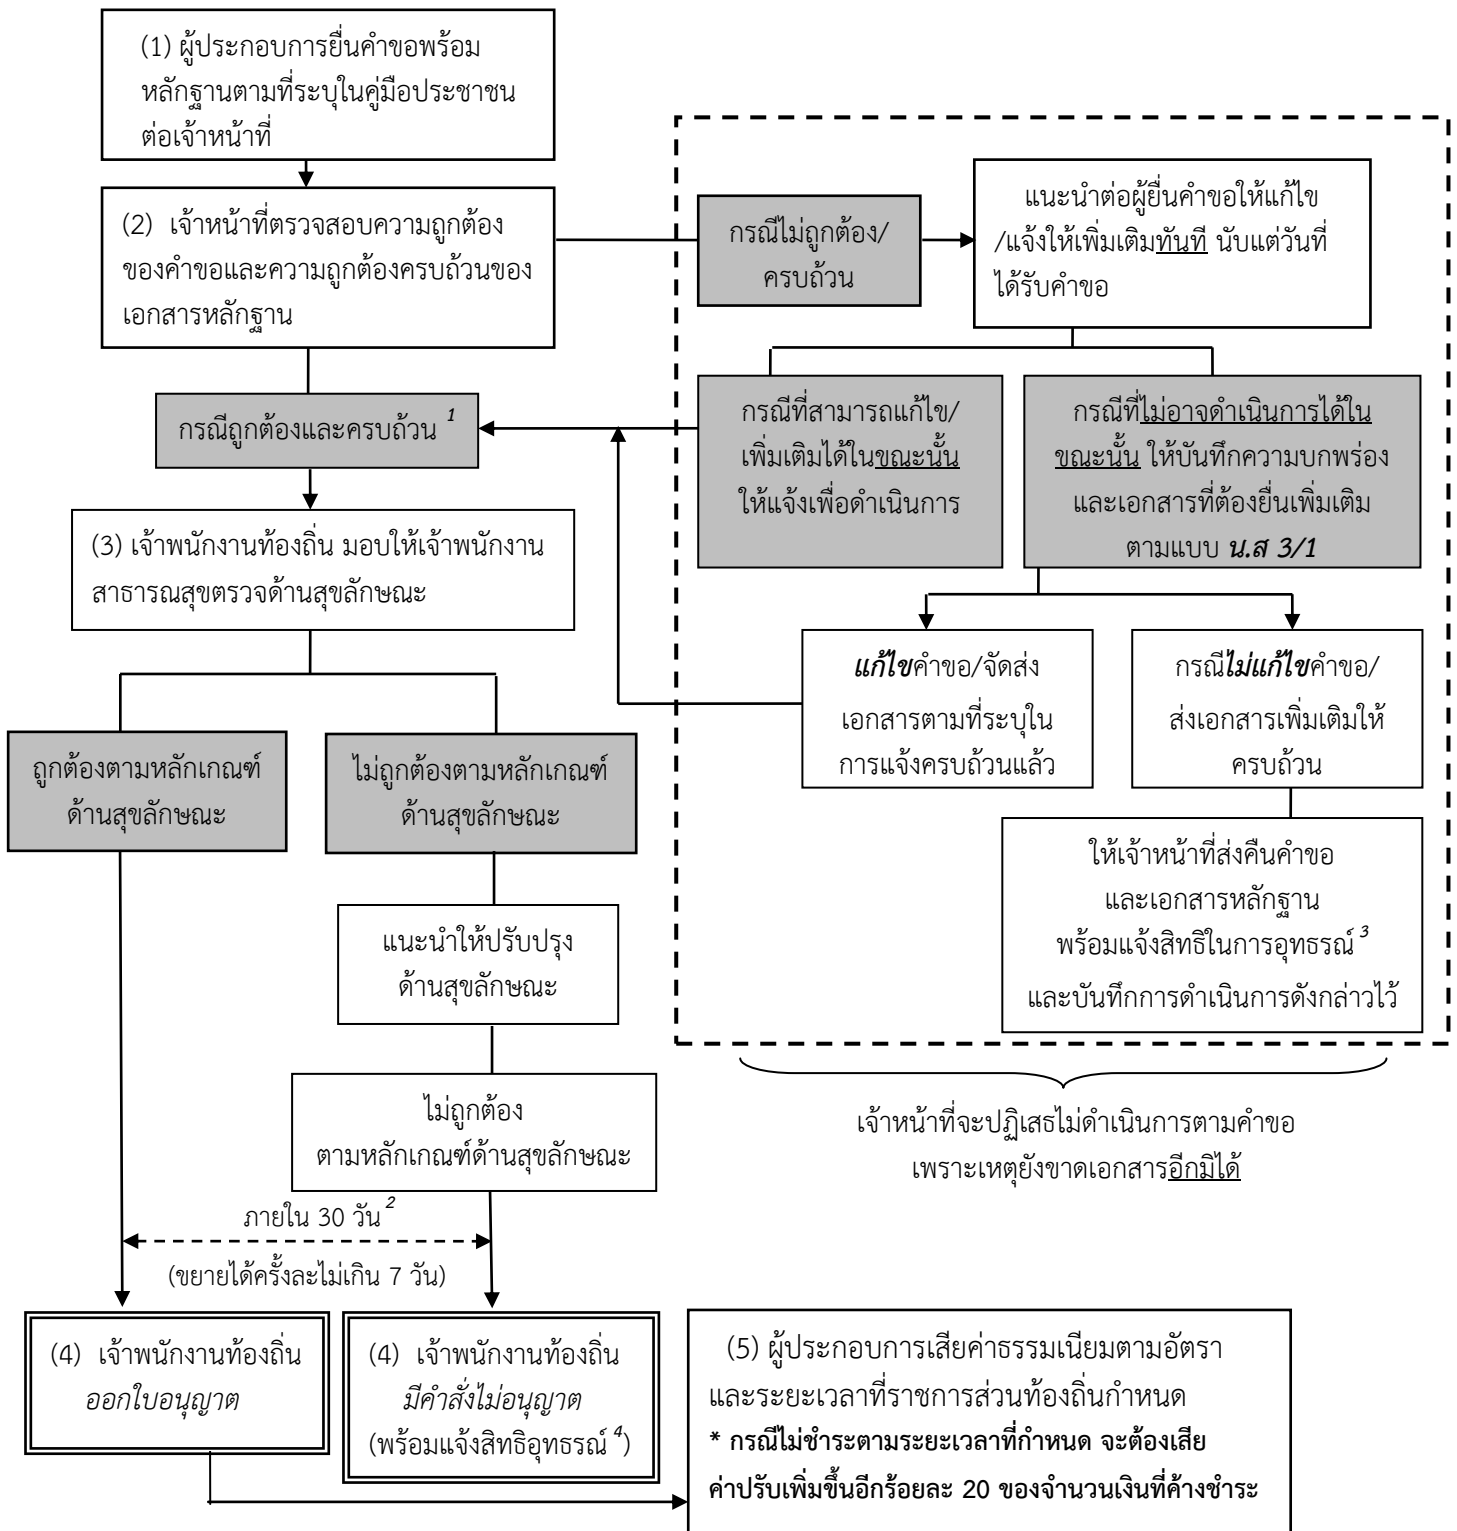 (1) ผู้ประกอบการยื่นคำขอพร้อม
หลักฐานตามที่ระบุในคู่มือประชาชน
ต่อเจ้าหน้าที่
(2) เจ้าหน้าที่ตรวจสอบความถูกต้อง
ของคำขอและความถูกต้องครบถ้วนของ
เอกสารหลักฐาน
กรณีไม่ถูกต้อง/
ครบถ้วน
แนะนำต่อผู้ยื่นคำขอให้แก้ไข
/แจ้งให้เพิ่มเติมทันที นับแต่วันที่
ได้รับคำขอ
กรณีถูกต้องและครบถ้วน 1
กรณีที่สามารถแก้ไข/
เพิ่มเติมได้ในขณะนั้น
ให้แจ้งเพื่อดำเนินการ
กรณีที่ไม่อาจดำเนินการได้ใน
ขณะนั้น ให้บันทึกความบกพร่อง
และเอกสารที่ต้องยื่นเพิ่มเติม
ตามแบบ น.ส 3/1
(3) เจ้าพนักงานท้องถิ่น มอบให้เจ้าพนักงาน
สาธารณสุขตรวจด้านสุขลักษณะ
แก้ไขคำขอ/จัดส่ง
เอกสารตามที่ระบุใน
การแจ้งครบถ้วนแล้ว
กรณีไม่แก้ไขคำขอ/
ส่งเอกสารเพิ่มเติมให้
ครบถ้วน
ถูกต้องตามหลักเกณฑ์
ด้านสุขลักษณะ
ไม่ถูกต้องตามหลักเกณฑ์
ด้านสุขลักษณะ
ให้เจ้าหน้าที่ส่งคืนคำขอ
และเอกสารหลักฐาน
พร้อมแจ้งสิทธิในการอุทธรณ์ 3
และบันทึกการดำเนินการดังกล่าวไว้
แนะนำให้ปรับปรุง
ด้านสุขลักษณะ
ไม่ถูกต้อง
ตามหลักเกณฑ์ด้านสุขลักษณะ
เจ้าหน้าที่จะปฏิเสธไม่ดำเนินการตามคำขอ
เพราะเหตุยังขาดเอกสารอีกมิได้
ภายใน 30 วัน 2
(ขยายได้ครั้งละไม่เกิน 7 วัน)
(4) เจ้าพนักงานท้องถิ่น
ออกใบอนุญาต
(4) เจ้าพนักงานท้องถิ่น
มีคำสั่งไม่อนุญาต
(พร้อมแจ้งสิทธิอุทธรณ์ 4)
(5) ผู้ประกอบการเสียค่าธรรมเนียมตามอัตรา
และระยะเวลาที่ราชการส่วนท้องถิ่นกำหนด
* กรณีไม่ชำระตามระยะเวลาที่กำหนด จะต้องเสีย
ค่าปรับเพิ่มขึ้นอีกร้อยละ 20 ของจำนวนเงินที่ค้างชำระ